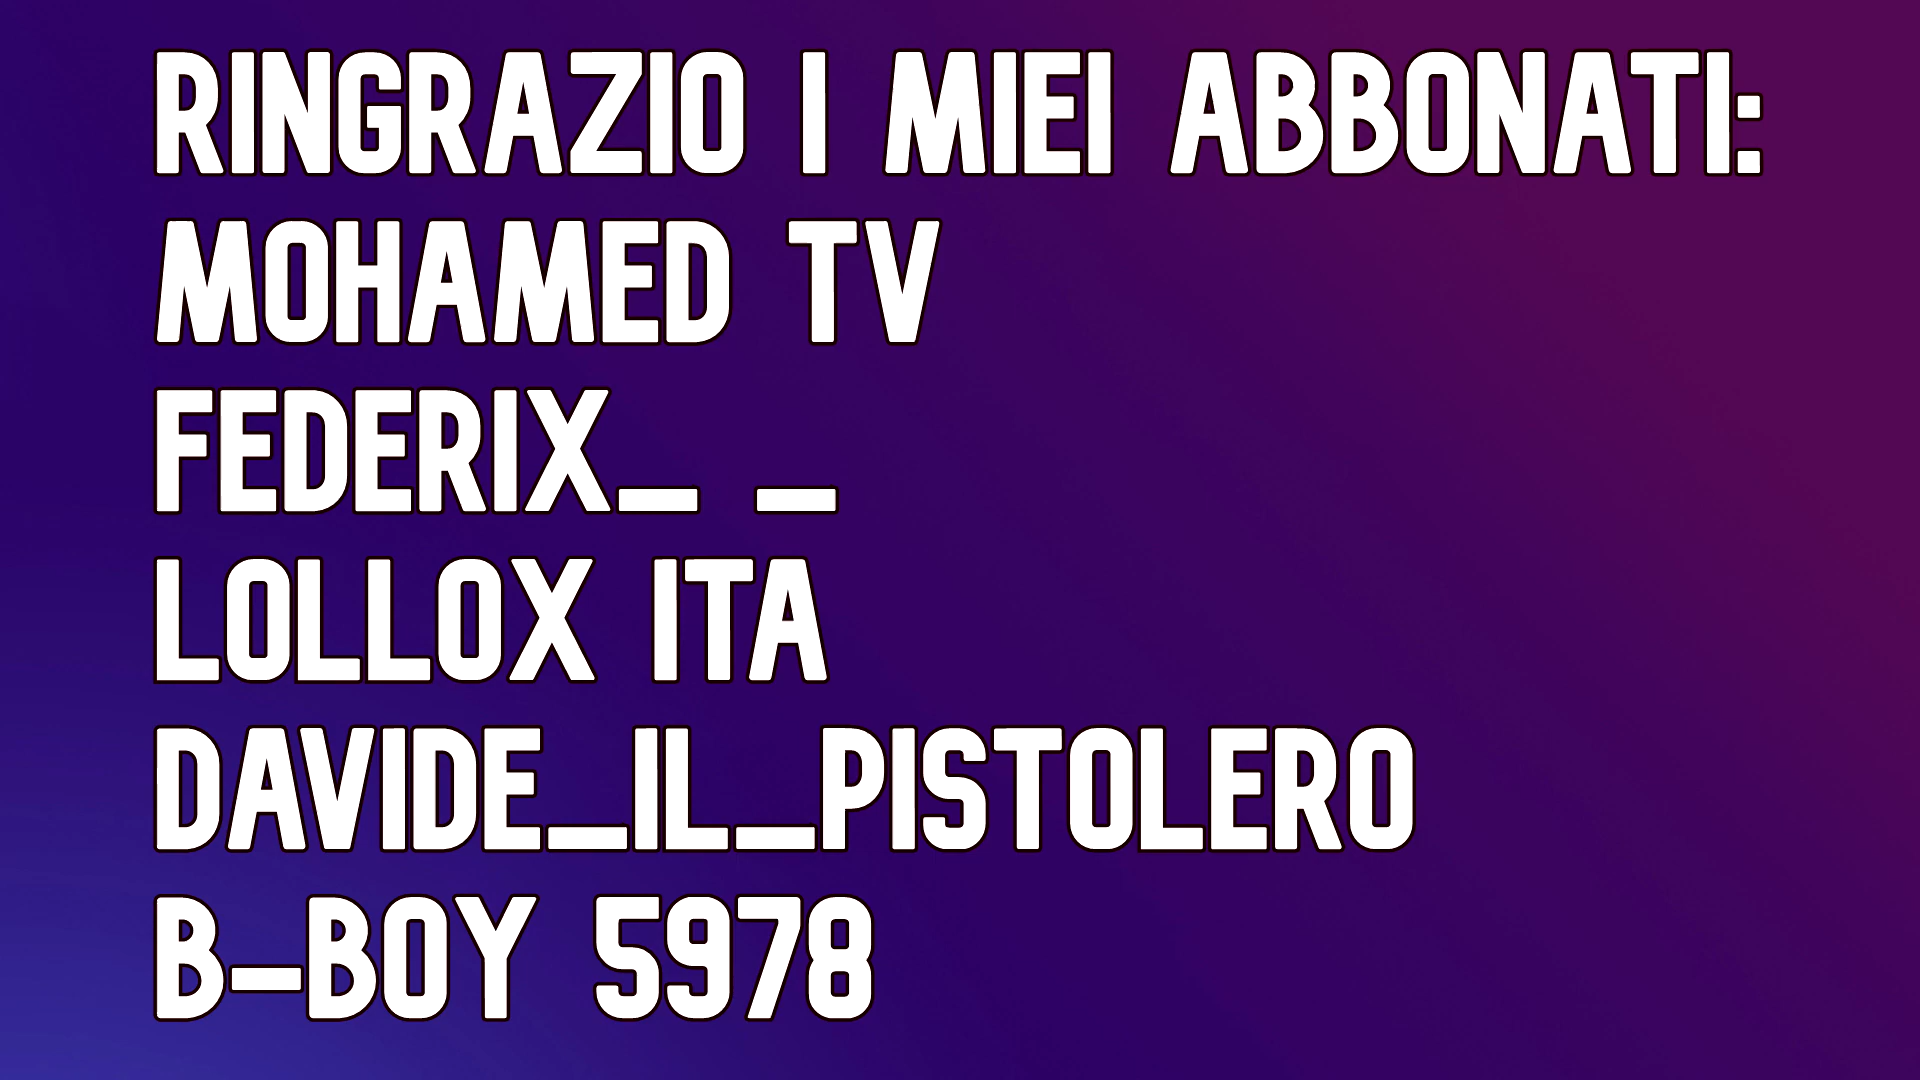 RINGRAZIO I MIEI ABBONATI:
MOHAMED TV
FEDERIX_ _
LOLLOX ITA
DAVIDE_IL_PISTOLERO
B-BOY 5978